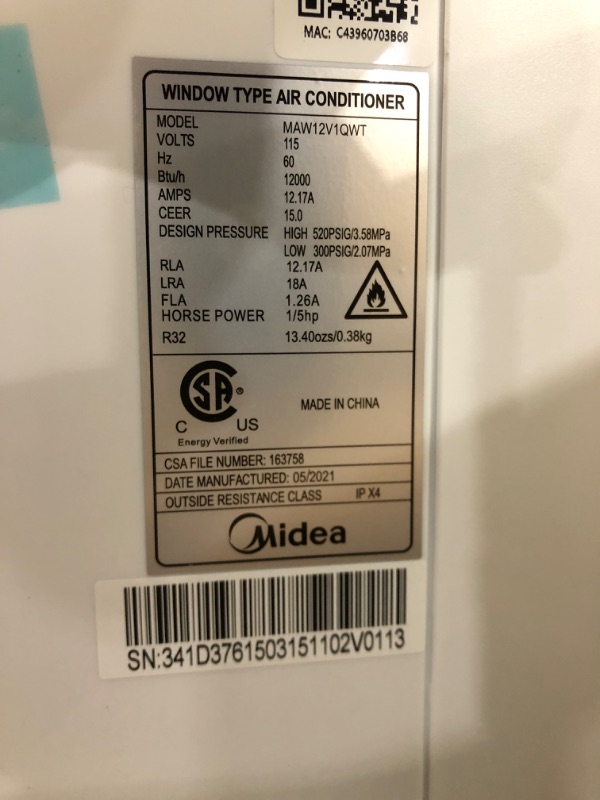 MAC: C43960703B68
WINDOW TYPE AIR CONDITIONER
MODEL MAW12V1QWT
VOLTS 115
Hz 60
Btu/h 12000
AMPS 12.17A
CEER 15.0
DESIGN PRESSURE HIGH 520PSIG/3.58MPa
LOW 300PSIG/2.07MPa
RLA 12.17A
LRA 18A
FLA 1.26A
HORSE POWER 1/5hp
R32 13.40ozs/0.38kg
CSA®
C US
Energy Verified
MADE IN CHINA
CSA FILE NUMBER: 163758
DATE MANUFACTURED: 05/2021
OUTSIDE RESISTANCE CLASS IP X4
Midea
SN:341D3761503151102V0113